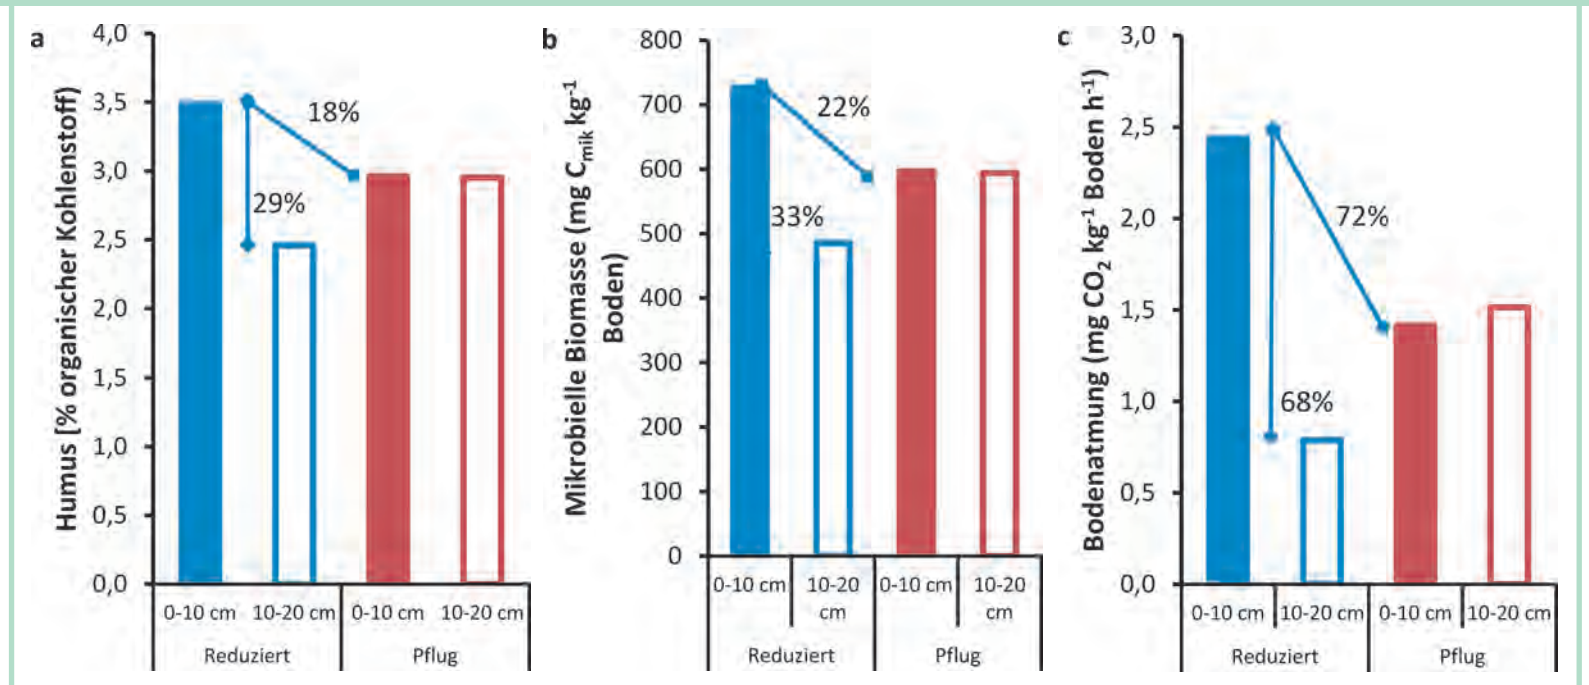 a
Humus [% organischer Kohlenstoff)
4,0
3,5
3,0
2,5
2,0
1,5
1,0
0,5
0,0
18%
29%
0-10 cm 10-20 cm 0-10 cm 10-20 cm
Reduziert Pflug
b
Mikrobielle Biomasse (mg Cmik kg-1
Boden)
800
700
600
500
400
300
200
100
0
22%
33%
0-10 cm 10-20 cm 0-10 cm 10-20 cm
Reduziert Pflug
c
Bodenatmung (mg CO2 kg-1 Boden h-1)
3,0
2,5
2,0
1,5
1,0
0,5
0,0
72%
68%
0-10 cm 10-20 cm 0-10 cm 10-20 cm
Reduziert Pflug